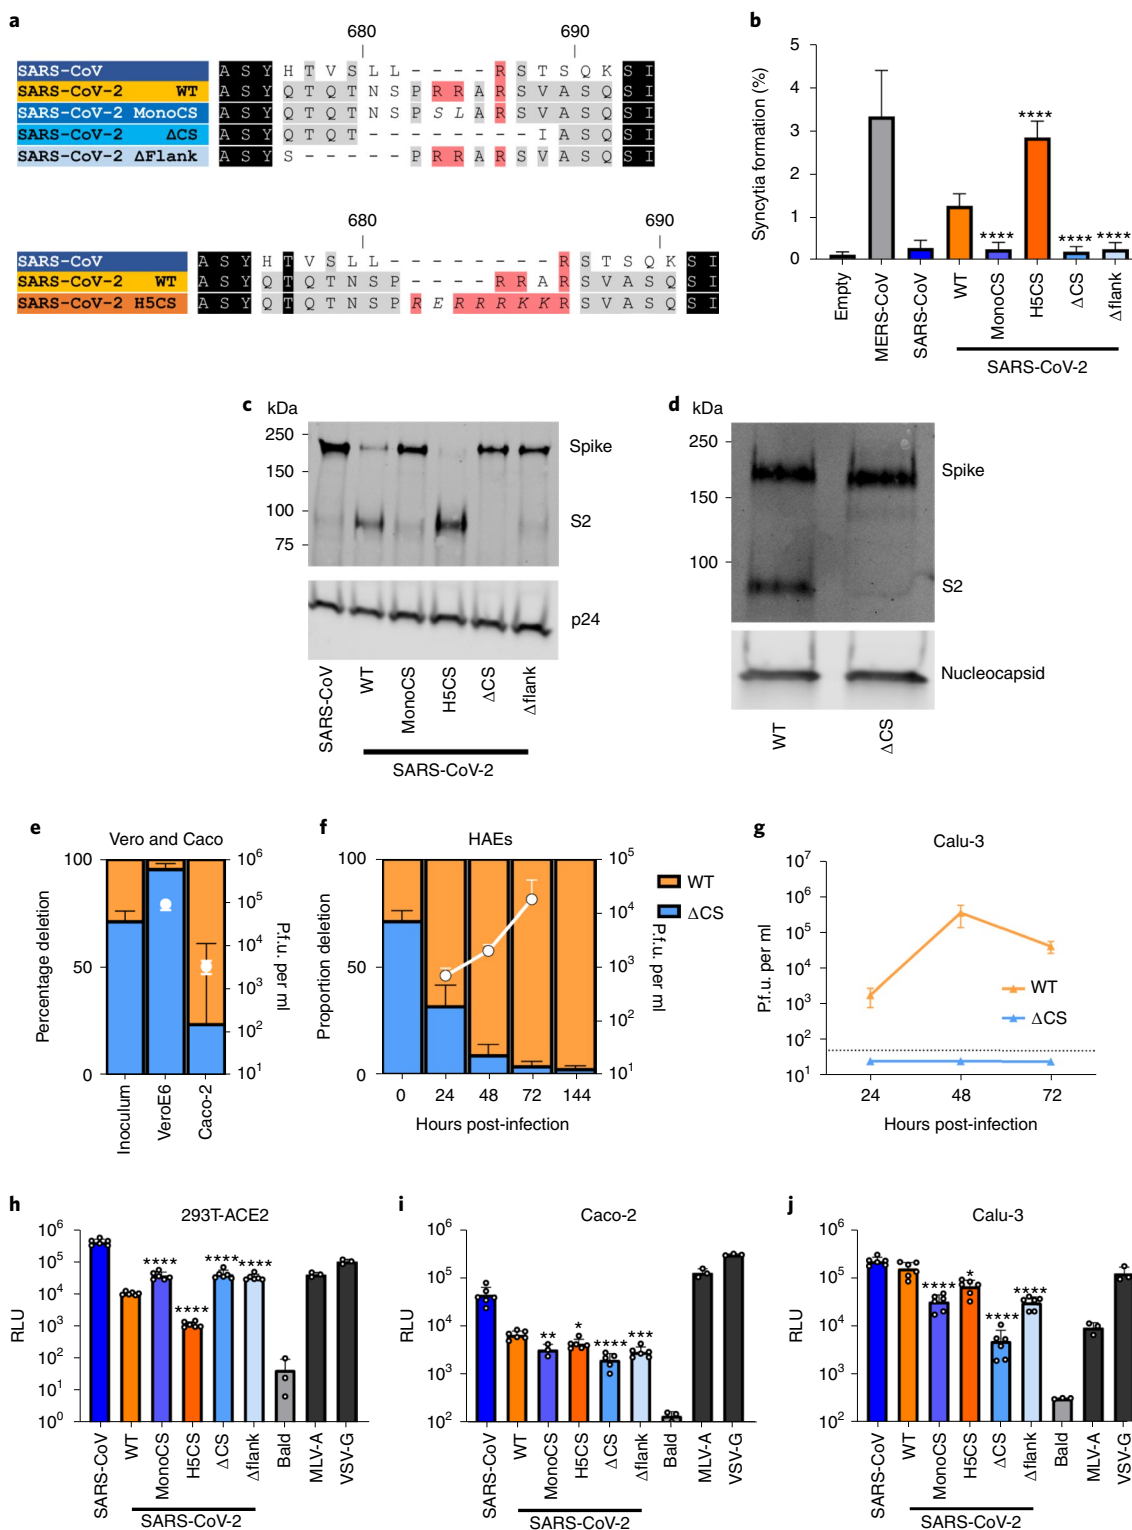 a
680 690
SARS-CoV A S Y H T V S L L - - - - R S T S Q K S I
SARS-CoV-2 WT A S Y Q T Q T N S P R R A R S V A S Q S I
SARS-CoV-2 MonoCS A S Y Q T Q T N S P S L A R S V A S Q S I
SARS-CoV-2 ΔCS A S Y Q T Q T - - - - - - - I A S Q S I
SARS-CoV-2 ΔFlank A S Y S - - - - - P R R A R S V A S Q S I
680 690
SARS-CoV A S Y H T V S L L - - - - - - - - R S T S Q K S I
SARS-CoV-2 WT A S Y Q T Q T N S P - - - - R R A R S V A S Q S I
SARS-CoV-2 H5CS A S Y Q T Q T N S P R E R R R K K R S V A S Q S I
b
Syncytia formation (%)
5
4
3
2
1
0
**** **** **** ****
Empty
MERS-CoV
SARS-CoV
WT
MonoCS
H5CS
ΔCS
Δflank
SARS-CoV-2
c
kDa
250
150
100
75
Spike
S2
p24
SARS-CoV
WT
MonoCS
H5CS
ΔCS
Δflank
SARS-CoV-2
d
kDa
250
150
100
Spike
S2
Nucleocapsid
WT
ΔCS
e
Vero and Caco
Percentage deletion
100
50
0
10^6
10^5
10^4
10^3
10^2
10^1
P.f.u. per ml
Inoculum
VeroE6
Caco-2
f
HAEs
Proportion deletion
100
50
0
10^5
10^4
10^3
10^2
10^1
P.f.u. per ml
0 24 48 72 144
Hours post-infection
WT
ΔCS
g
Calu-3
P.f.u. per ml
10^7
10^6
10^5
10^4
10^3
10^2
10^1
WT
ΔCS
24 48 72
Hours post-infection
h
293T-ACE2
RLU
10^6
10^5
10^4
10^3
10^2
10^1
10^0
**** **** **** ****
SARS-CoV
WT
MonoCS
H5CS
ΔCS
Δflank
Bald
MLV-A
VSV-G
SARS-CoV-2
i
Caco-2
RLU
10^6
10^5
10^4
10^3
10^2
** * **** ***
SARS-CoV
WT
MonoCS
H5CS
ΔCS
Δflank
Bald
MLV-A
VSV-G
SARS-CoV-2
j
Calu-3
RLU
10^6
10^5
10^4
10^3
10^2
**** * **** ****
SARS-CoV
WT
MonoCS
H5CS
ΔCS
Δflank
Bald
MLV-A
VSV-G
SARS-CoV-2